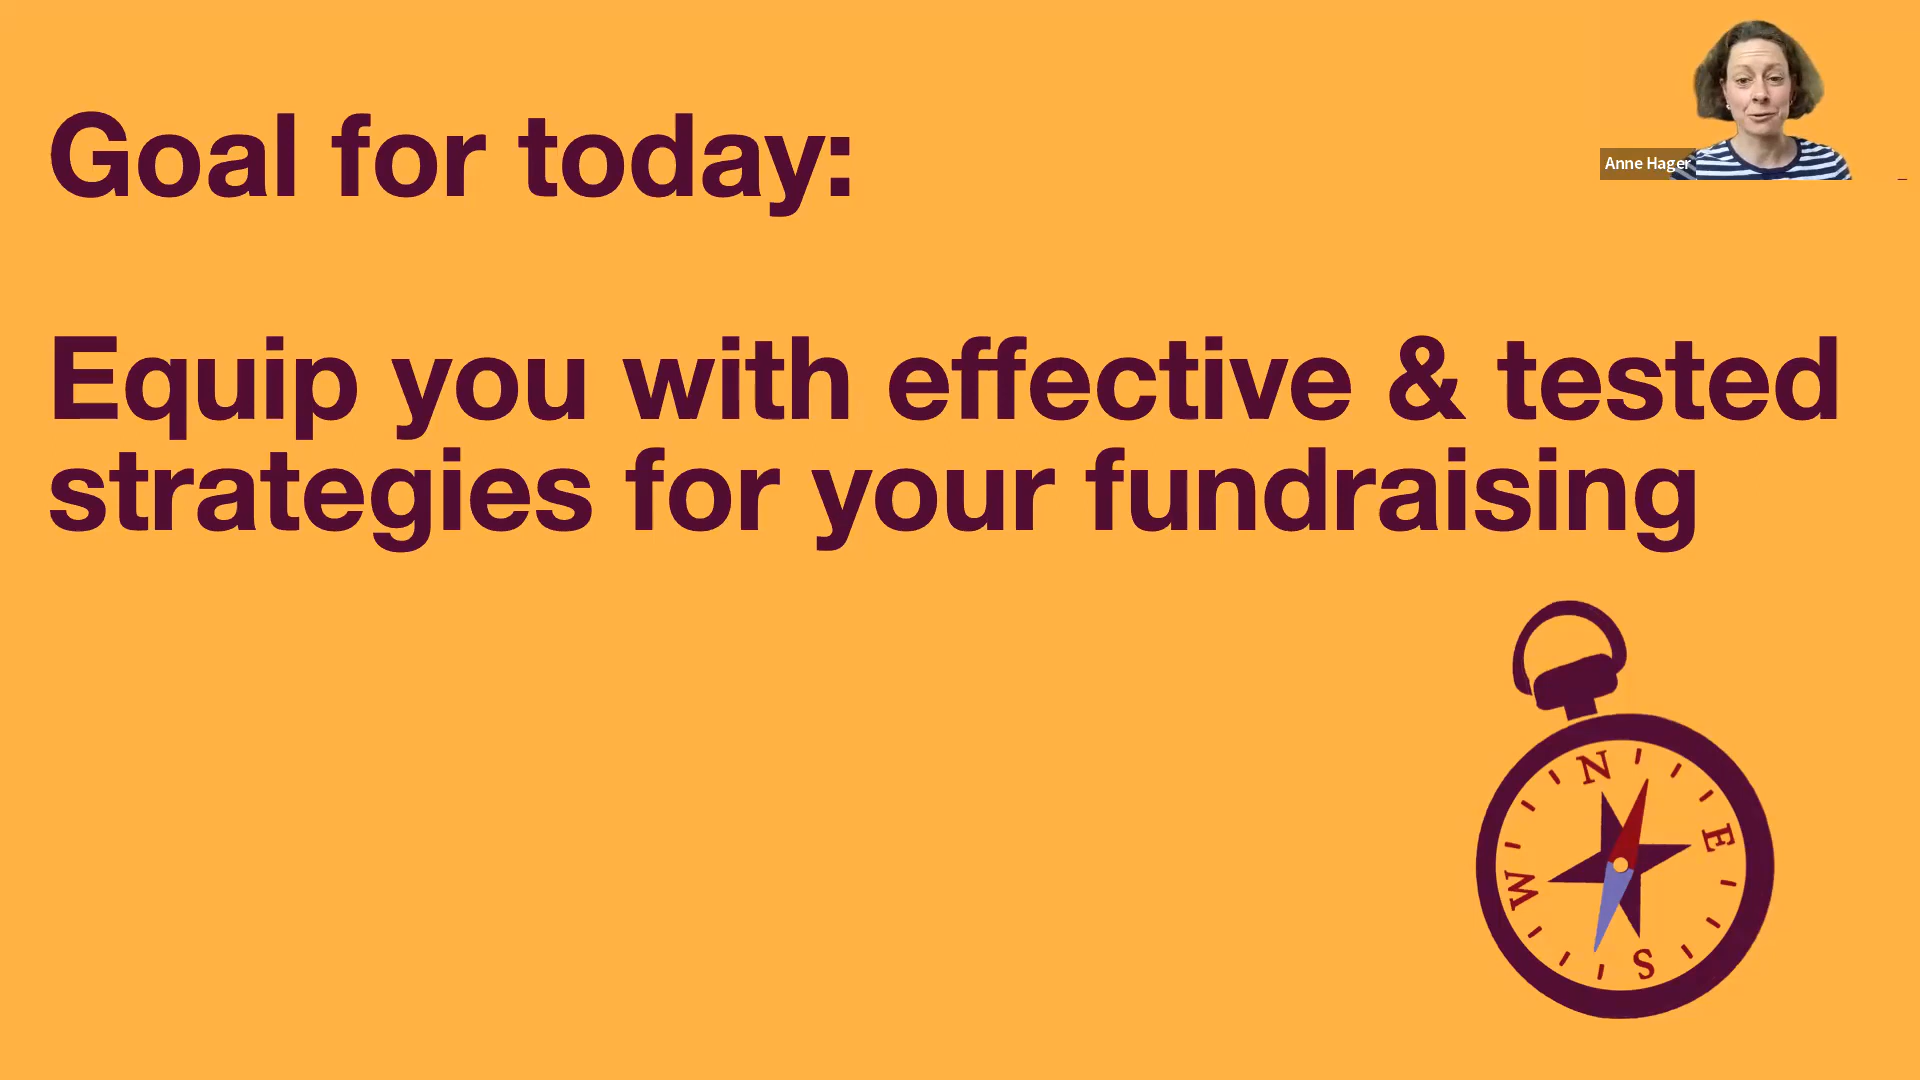 Goal for today:
Anne Hager
Equip you with effective & tested
strategies for your fundraising
N
E
W
S